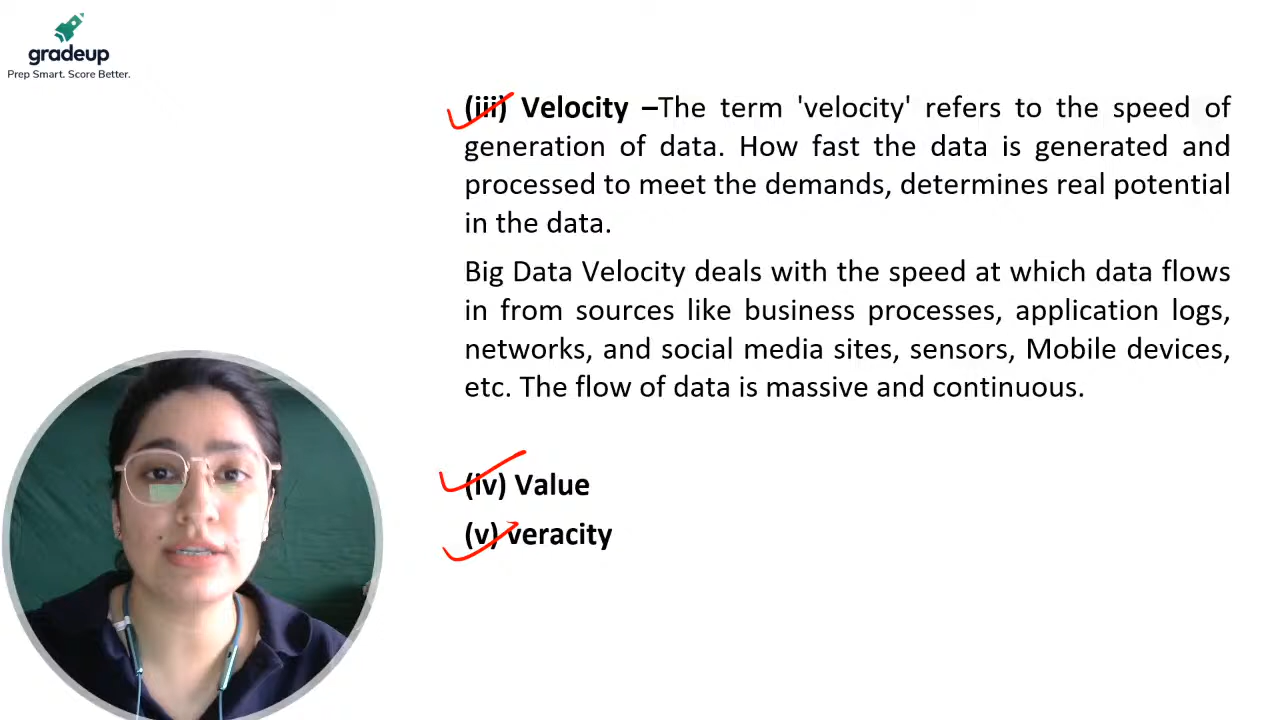 gradeup
Prep Smart. Score Better.
(iii) Velocity –The term 'velocity' refers to the speed of
generation of data. How fast the data is generated and
processed to meet the demands, determines real potential
in the data.
Big Data Velocity deals with the speed at which data flows
in from sources like business processes, application logs,
networks, and social media sites, sensors, Mobile devices,
etc. The flow of data is massive and continuous.
(iv) Value
(v) veracity